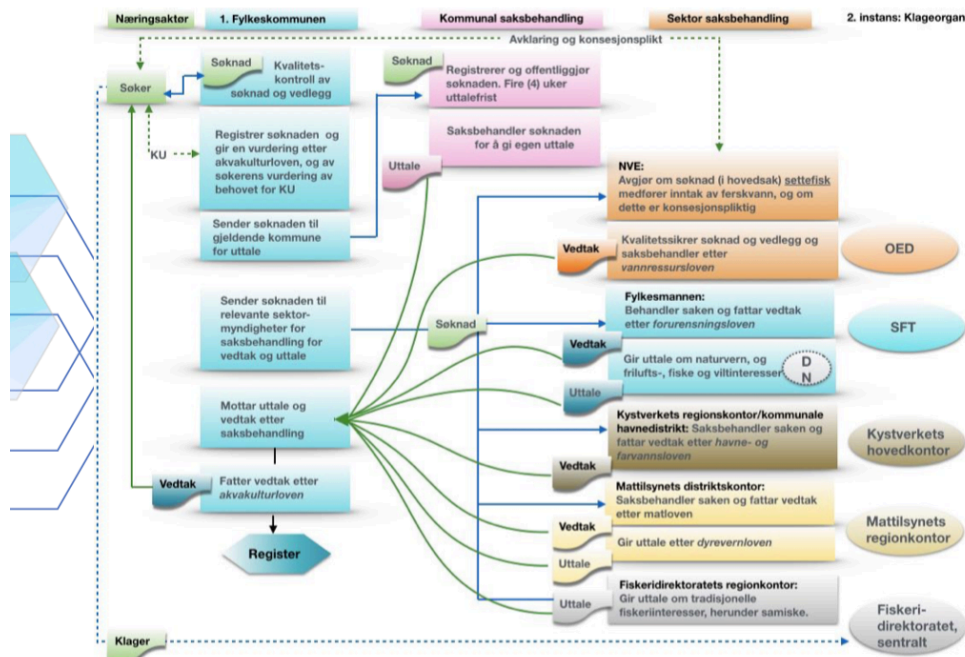 Næringsaktør
1. Fylkeskommunen
Kommunal saksbehandling
Sektor saksbehandling
2. instans: Klageorgan
Avklaring og konsesjonsplikt
Søker
Søknad
Kvalitets-
kontroll av
søknad og vedlegg
Søknad
Registrerer og offentliggjør
søknaden. Fire (4) uker
uttalefrist
KU
Registrer søknaden og
gir en vurdering etter
akvakulturloven, og av
søkerens vurdering av
behovet for KU
Saksbehandler søknaden
for å gi egen uttale
Uttale
NVE:
Avgjør om søknad (i hovedsak) settefisk
medfører inntak av ferskvann, og om
dette er konsesjonspliktig
Sender søknaden til
gjeldende kommune
for uttale
Vedtak
Kvalitetssikrer søknad og vedlegg og
saksbehandler etter
vannressursloven
OED
Sender søknaden til
relevante sektor-
myndigheter for
saksbehandling for
vedtak og uttale
Søknad
Fylkesmannen:
Behandler saken og fattar vedtak
etter forurensningsloven
SFT
Vedtak
Gir uttale om naturvern, og
frilufts-, fiske og viltinteresser
D
N
Uttale
Mottar uttale og
vedtak etter
saksbehandling
Kystverkets regionskontor/kommunale
havnedistrikt: Saksbehandler saken og
fattar vedtak etter havne- og
farvannsloven
Kystverkets
hovedkontor
Vedtak
Vedtak
Fatter vedtak etter
akvakulturloven
Mattilsynets distriktskontor:
Saksbehandler saken og fattar vedtak
etter matloven
Mattilsynets
regionkontor
Vedtak
Gir uttale etter dyrevernloven
Uttale
Register
Fiskeridirektoratets regionkontor:
Gir uttale om tradisjonelle
fiskeriinteresser, herunder samiske.
Uttale
Fiskeri-
direktoratet,
sentralt
Klager